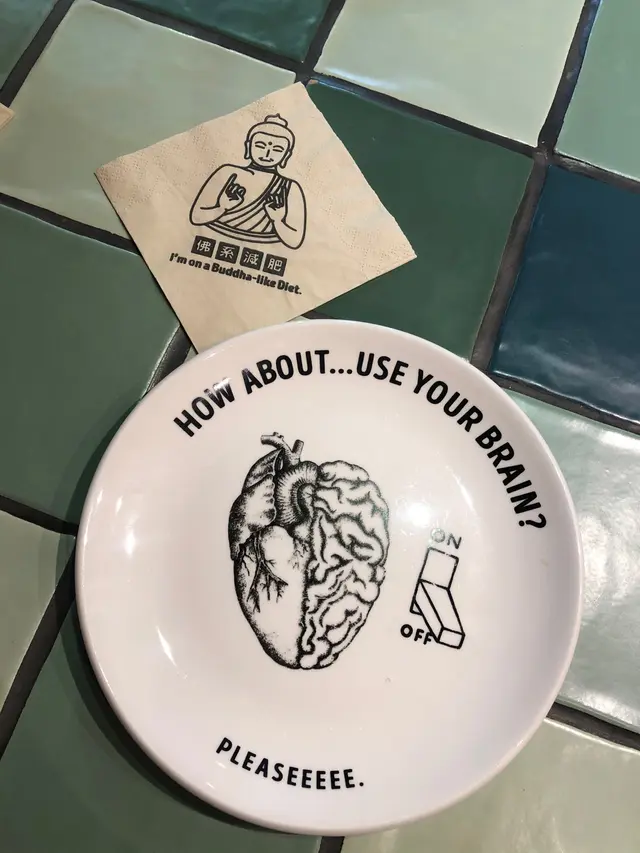 佛系減肥
I'm on a Buddha-like Diet.
HOW ABOUT...USE YOUR BRAIN?
ON
OFF
PLEASEEEEE.